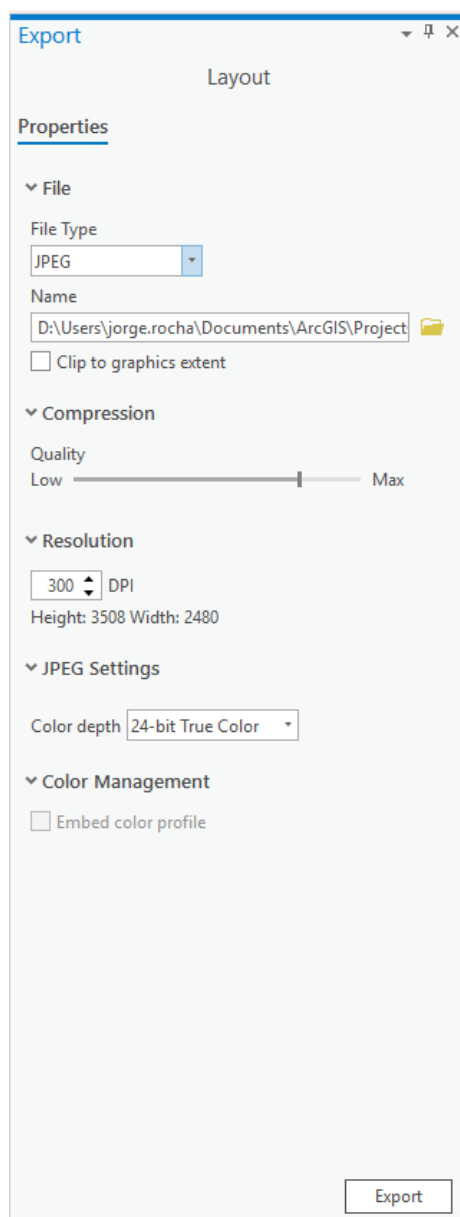 Export
Layout
Properties
File
File Type
JPEG
Name
D:\Users\jorge.rocha\Documents\ArcGIS\Project
Clip to graphics extent
Compression
Quality
Low Max
Resolution
300 DPI
Height: 3508 Width: 2480
JPEG Settings
Color depth 24-bit True Color
Color Management
Embed color profile
Export